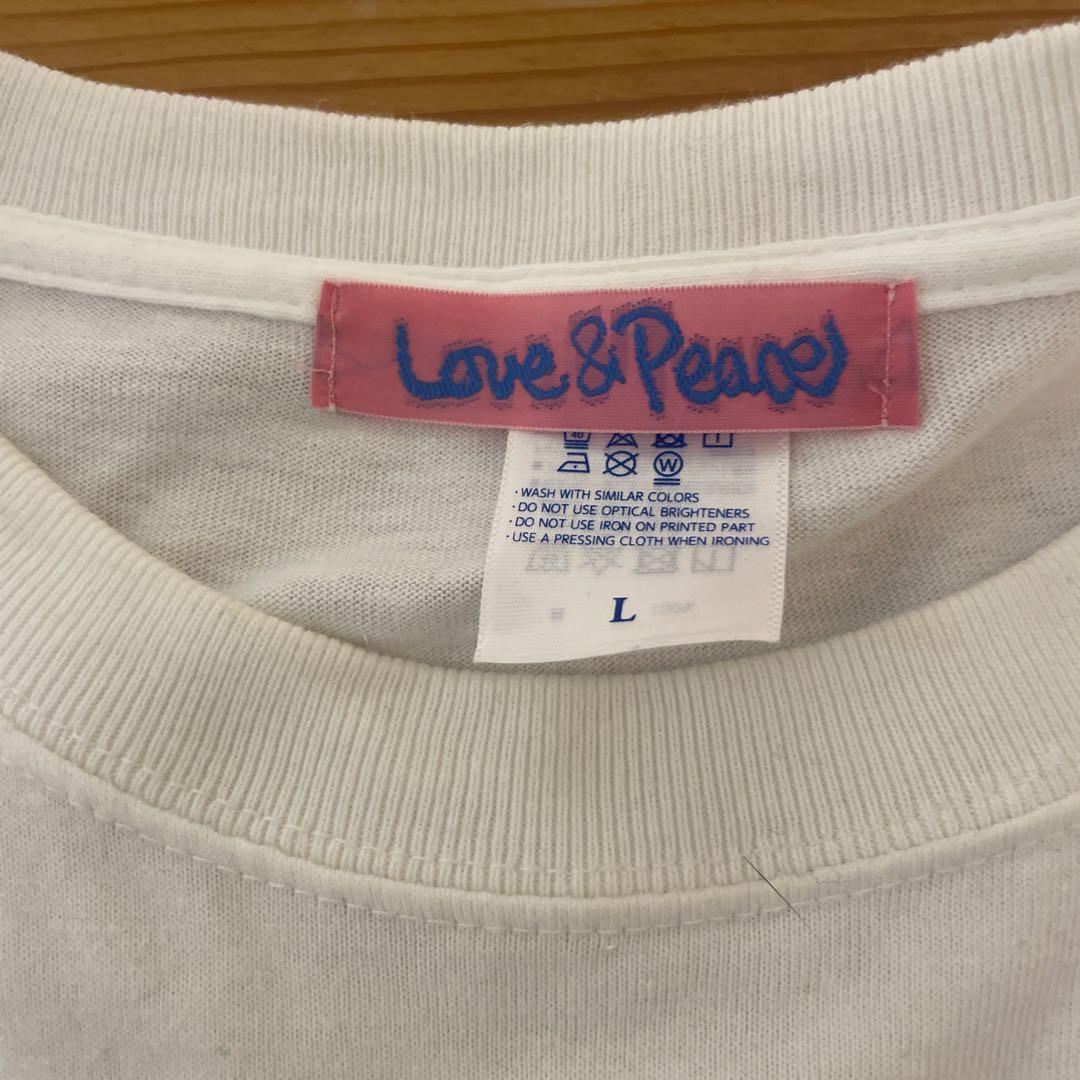 Love & Peace
40
W
· WASH WITH SIMILAR COLORS
· DO NOT USE OPTICAL BRIGHTENERS
· DO NOT USE IRON ON PRINTED PART
· USE A PRESSING CLOTH WHEN IRONING
L